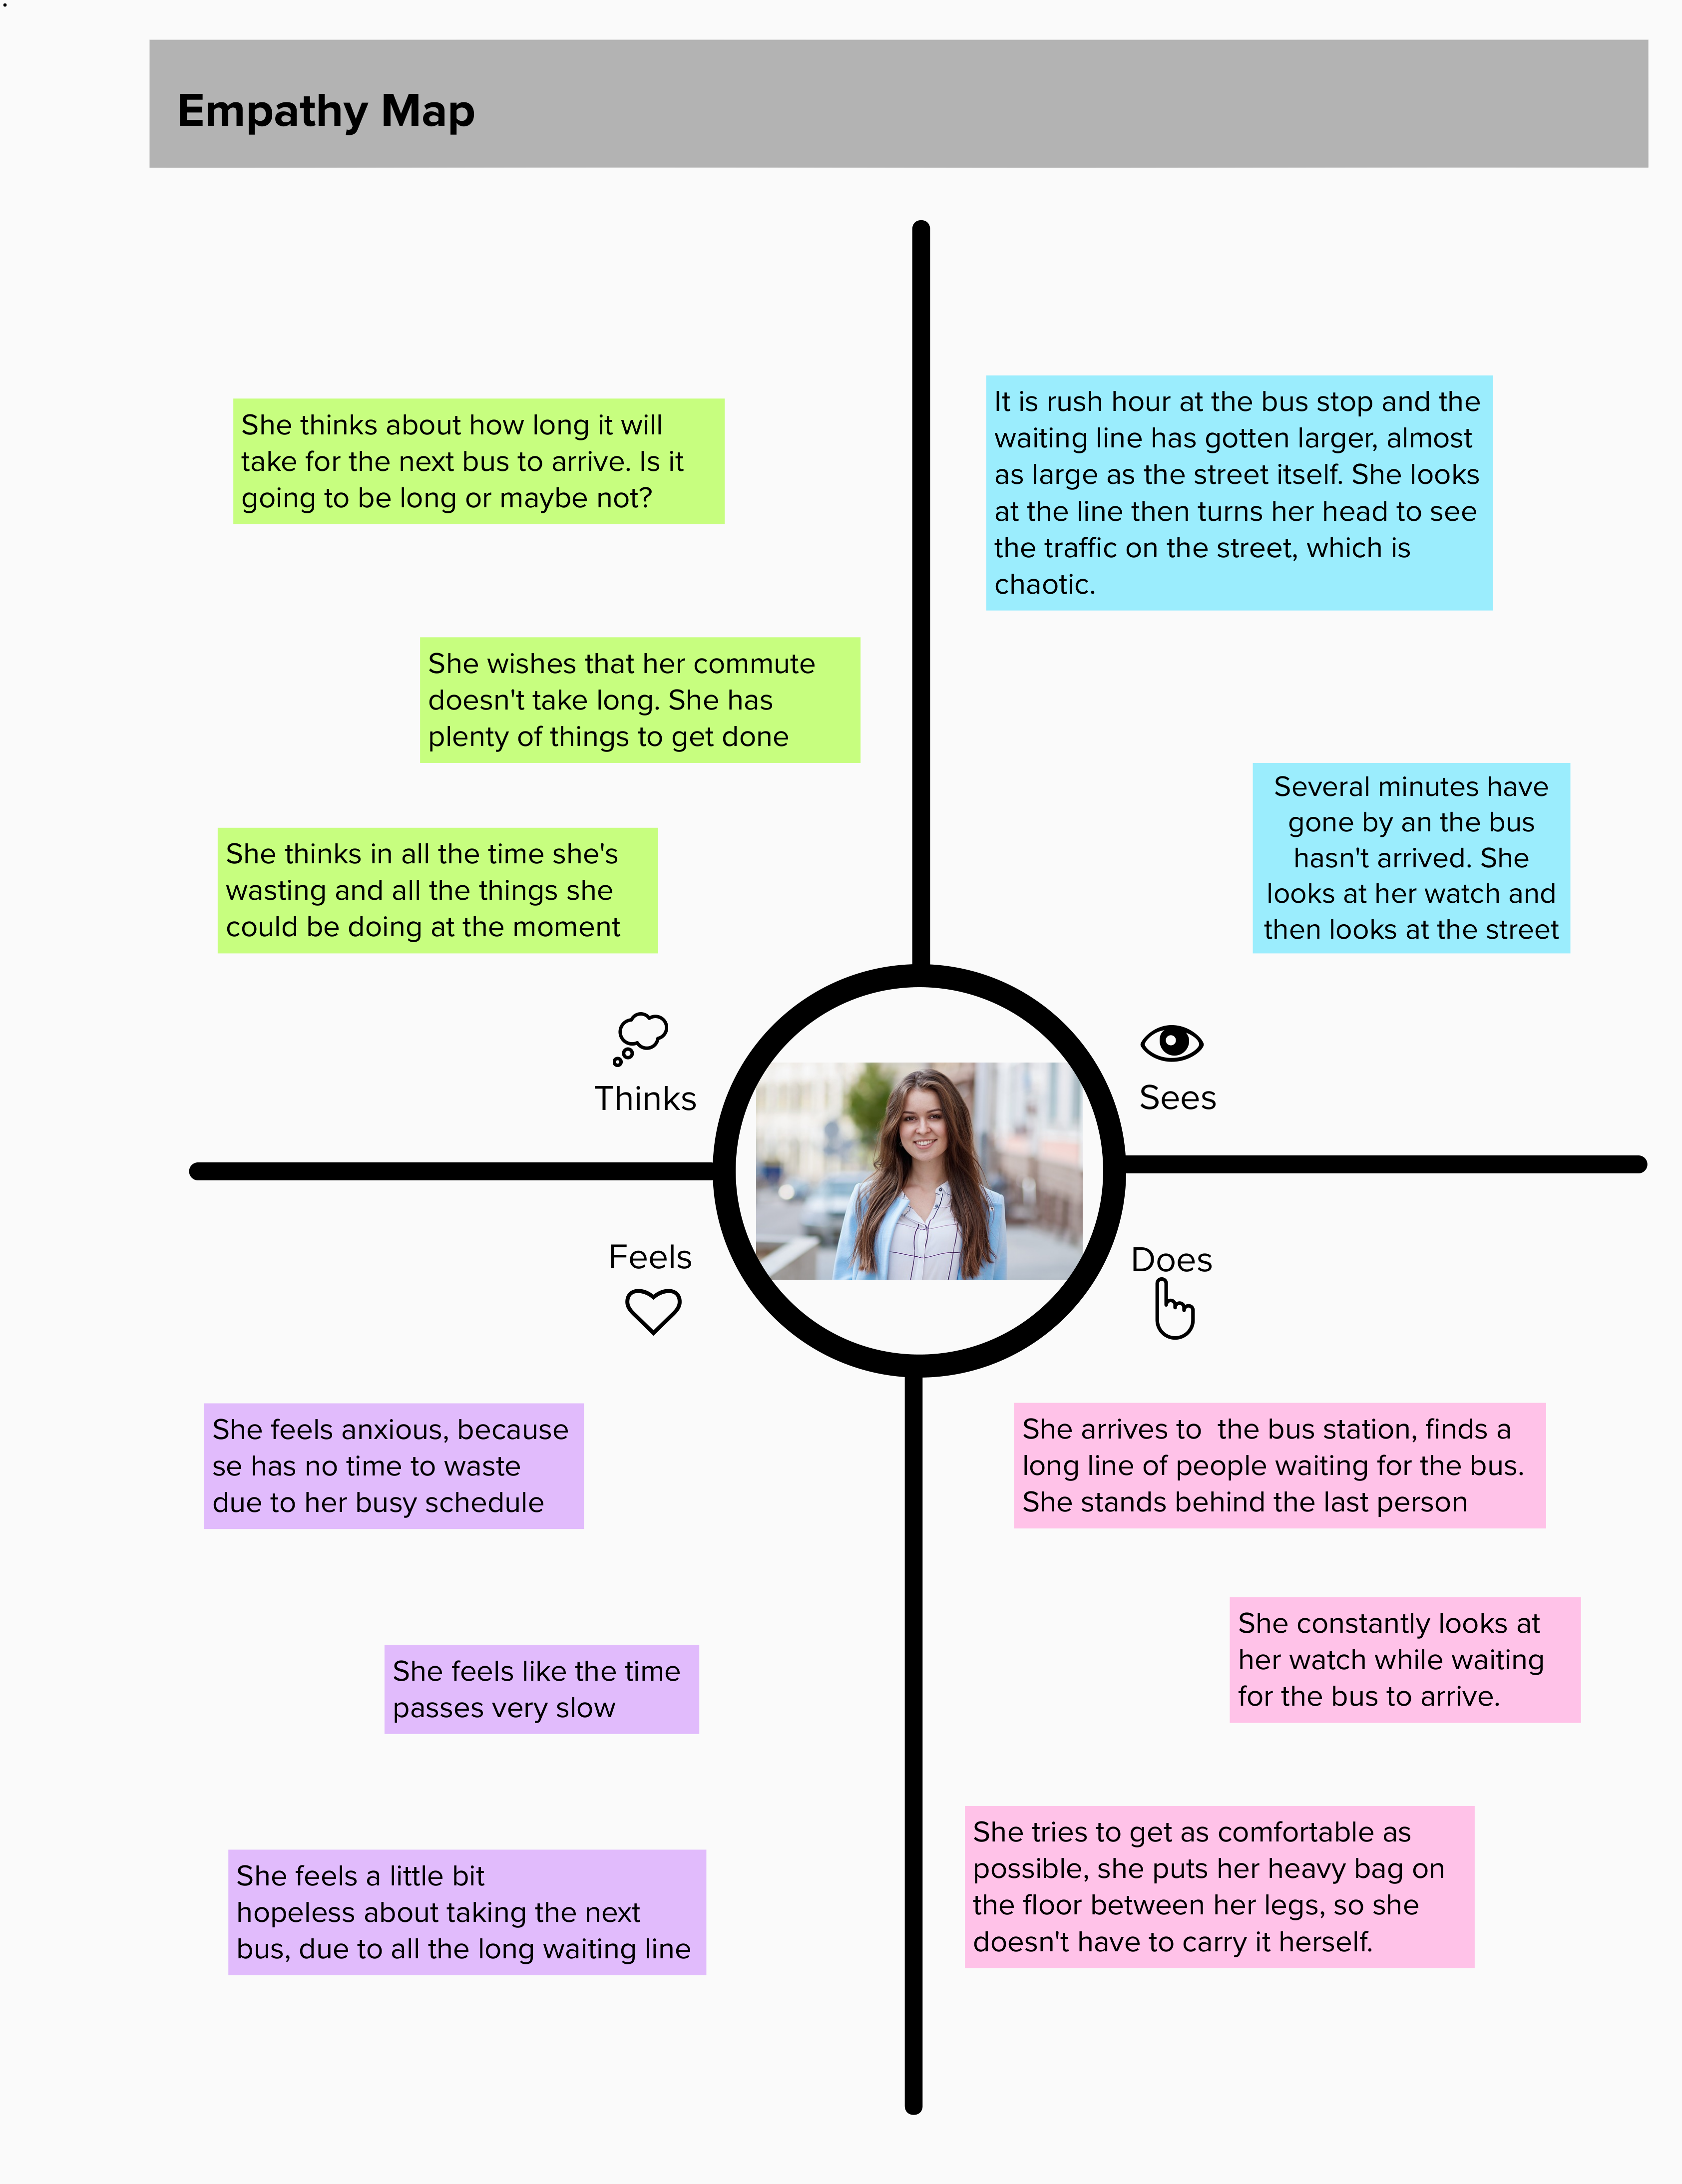 Empathy Map
She thinks about how long it will
take for the next bus to arrive. Is it
going to be long or maybe not?
She wishes that her commute
doesn't take long. She has
plenty of things to get done
She thinks in all the time she's
wasting and all the things she
could be doing at the moment
Thinks
It is rush hour at the bus stop and the
waiting line has gotten larger, almost
as large as the street itself. She looks
at the line then turns her head to see
the traffic on the street, which is
chaotic.
Several minutes have
gone by an the bus
hasn't arrived. She
looks at her watch and
then looks at the street
Sees
Feels
She feels anxious, because
se has no time to waste
due to her busy schedule
She feels like the time
passes very slow
She feels a little bit
hopeless about taking the next
bus, due to all the long waiting line
Does
She arrives to  the bus station, finds a
long line of people waiting for the bus.
She stands behind the last person
She constantly looks at
her watch while waiting
for the bus to arrive.
She tries to get as comfortable as
possible, she puts her heavy bag on
the floor between her legs, so she
doesn't have to carry it herself.